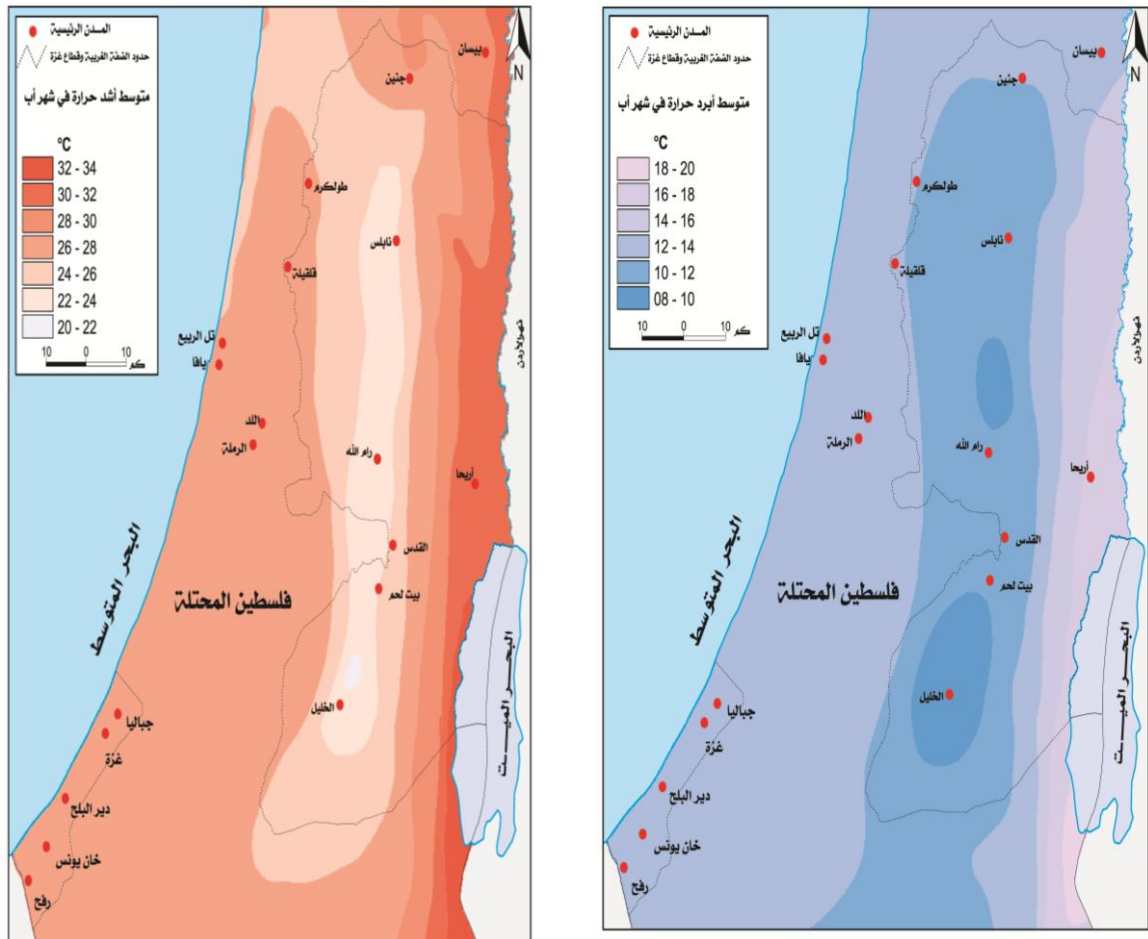 المدن الرئيسية
حدود الضفة الغربية وقطاع غزة
متوسط أشد حرارة في شهر أب
°C
32 - 34
30 - 32
28 - 30
26 - 28
24 - 26
22 - 24
20 - 22
10 0 10 كم
N
بيسان
جنين
طولكرم
نابلس
قلقيلة
نهر الأردن
تل الربيع
يافا
اللد
الرملة
رام الله
أريحا
القدس
بيت لحم
البحر المتوسط
فلسطين المحتلة
البحر الميت
الخليل
جباليا
غزة
دير البلح
خان يونس
رفح
المدن الرئيسية
حدود الضفة الغربية وقطاع غزة
متوسط أبرد حرارة في شهر أب
°C
18 - 20
16 - 18
14 - 16
12 - 14
10 - 12
08 - 10
10 0 10 كم
N
بيسان
جنين
طولكرم
نابلس
قلقيلة
نهر الأردن
تل الربيع
يافا
اللد
الرملة
رام الله
أريحا
القدس
بيت لحم
البحر المتوسط
فلسطين المحتلة
البحر الميت
الخليل
جباليا
غزة
دير البلح
خان يونس
رفح